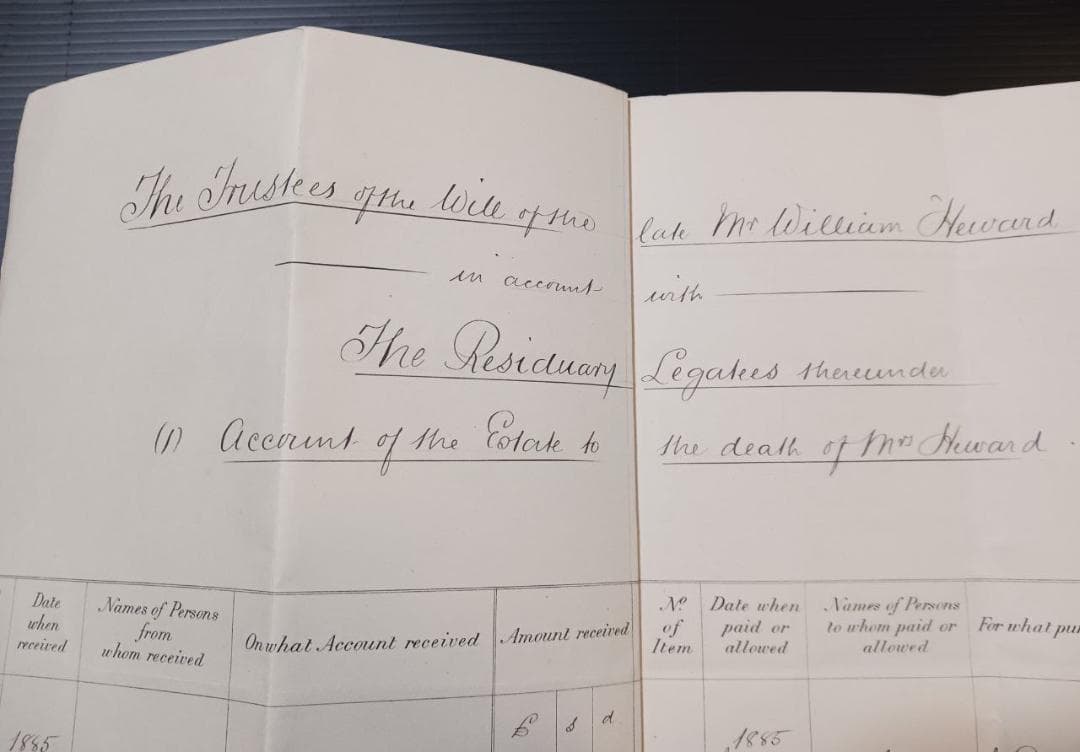 The Trustees of the Will of the late Mr William Heward
in account with
The Residuary Legatees thereunder
(1) Account of the Estate to the death of Mrs Heward.
Date when received
Names of Persons from whom received
On what Account received
Amount received
No of Item
Date when paid or allowed
Names of Persons to whom paid or allowed
For what pur
£ s d
1885
1885